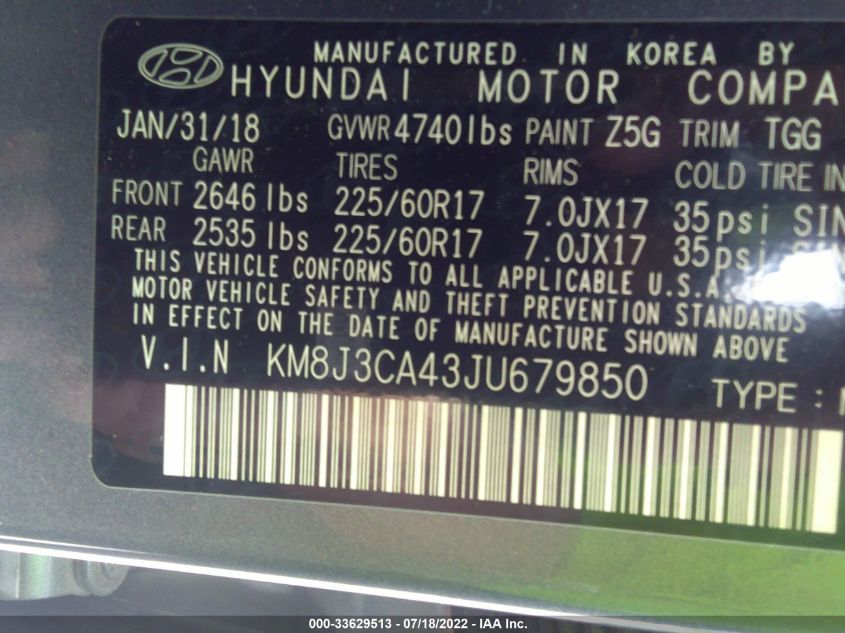 MANUFACTURED IN KOREA BY
HYUNDAI MOTOR COMPA
JAN/31/18 GVWR 4740lbs PAINT Z5G TRIM TGG
GAWR TIRES RIMS COLD TIRE IN
FRONT 2646 lbs 225/60R17 7.0JX17 35psi SIN
REAR 2535 lbs 225/60R17 7.0JX17 35psi SIN
THIS VEHICLE CONFORMS TO ALL APPLICABLE U.S.A.
MOTOR VEHICLE SAFETY AND THEFT PREVENTION STANDARDS
IN EFFECT ON THE DATE OF MANUFACTURE SHOWN ABOVE
V.I.N KM8J3CA43JU679850 TYPE :
000-33629513 - 07/18/2022 - IAA Inc.